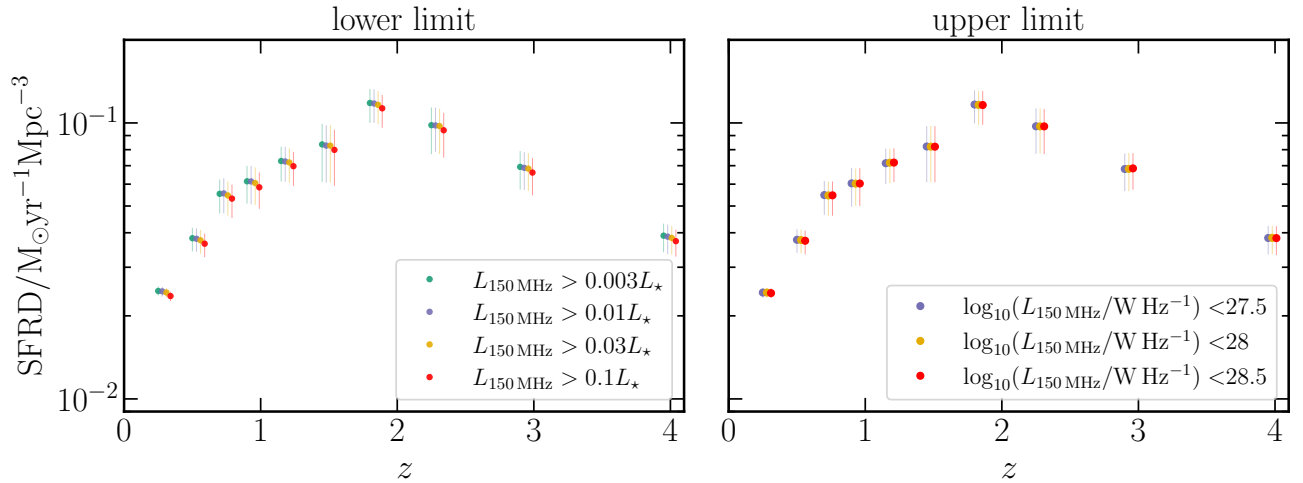 lower limit
upper limit
SFRD/M⊙yr⁻¹Mpc⁻³
10⁻¹
10⁻²
L₁₅₀ MHz > 0.003L⋆
L₁₅₀ MHz > 0.01L⋆
L₁₅₀ MHz > 0.03L⋆
L₁₅₀ MHz > 0.1L⋆
log₁₀(L₁₅₀ MHz/W Hz⁻¹) <27.5
log₁₀(L₁₅₀ MHz/W Hz⁻¹) <28
log₁₀(L₁₅₀ MHz/W Hz⁻¹) <28.5
0 1 2 3 4
0 1 2 3 4
z
z